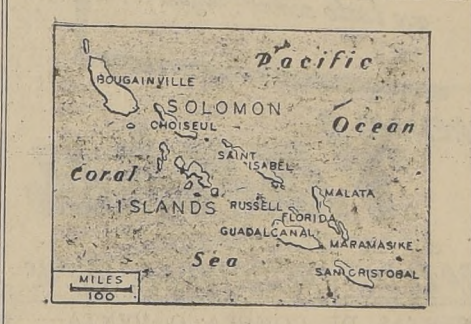 Pacific
BOUGAINVILLE
SOLOMON
CHOISEUL
Ocean
SAINT
ISABEL
Coral
MALATA
ISLANDS
RUSSELL
FLORIDA
GUADALCANAL
MARAMASIKE
Sea
SAN CRISTOBAL
MILES
100